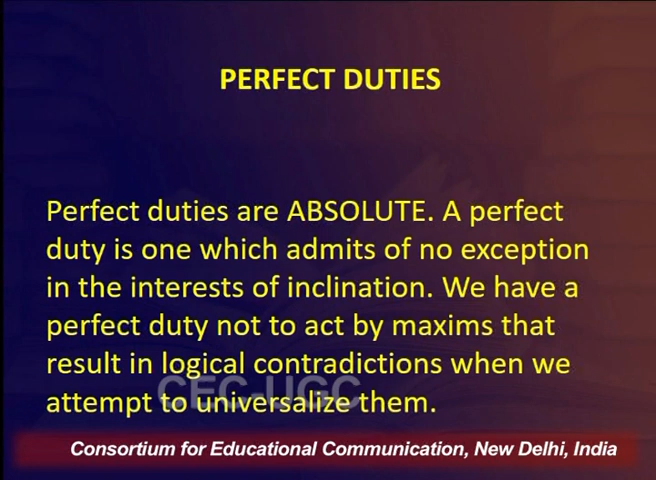 PERFECT DUTIES
Perfect duties are ABSOLUTE. A perfect
duty is one which admits of no exception
in the interests of inclination. We have a
perfect duty not to act by maxims that
result in logical contradictions when we
attempt to universalize them.
CEC-UGC
Consortium for Educational Communication, New Delhi, India